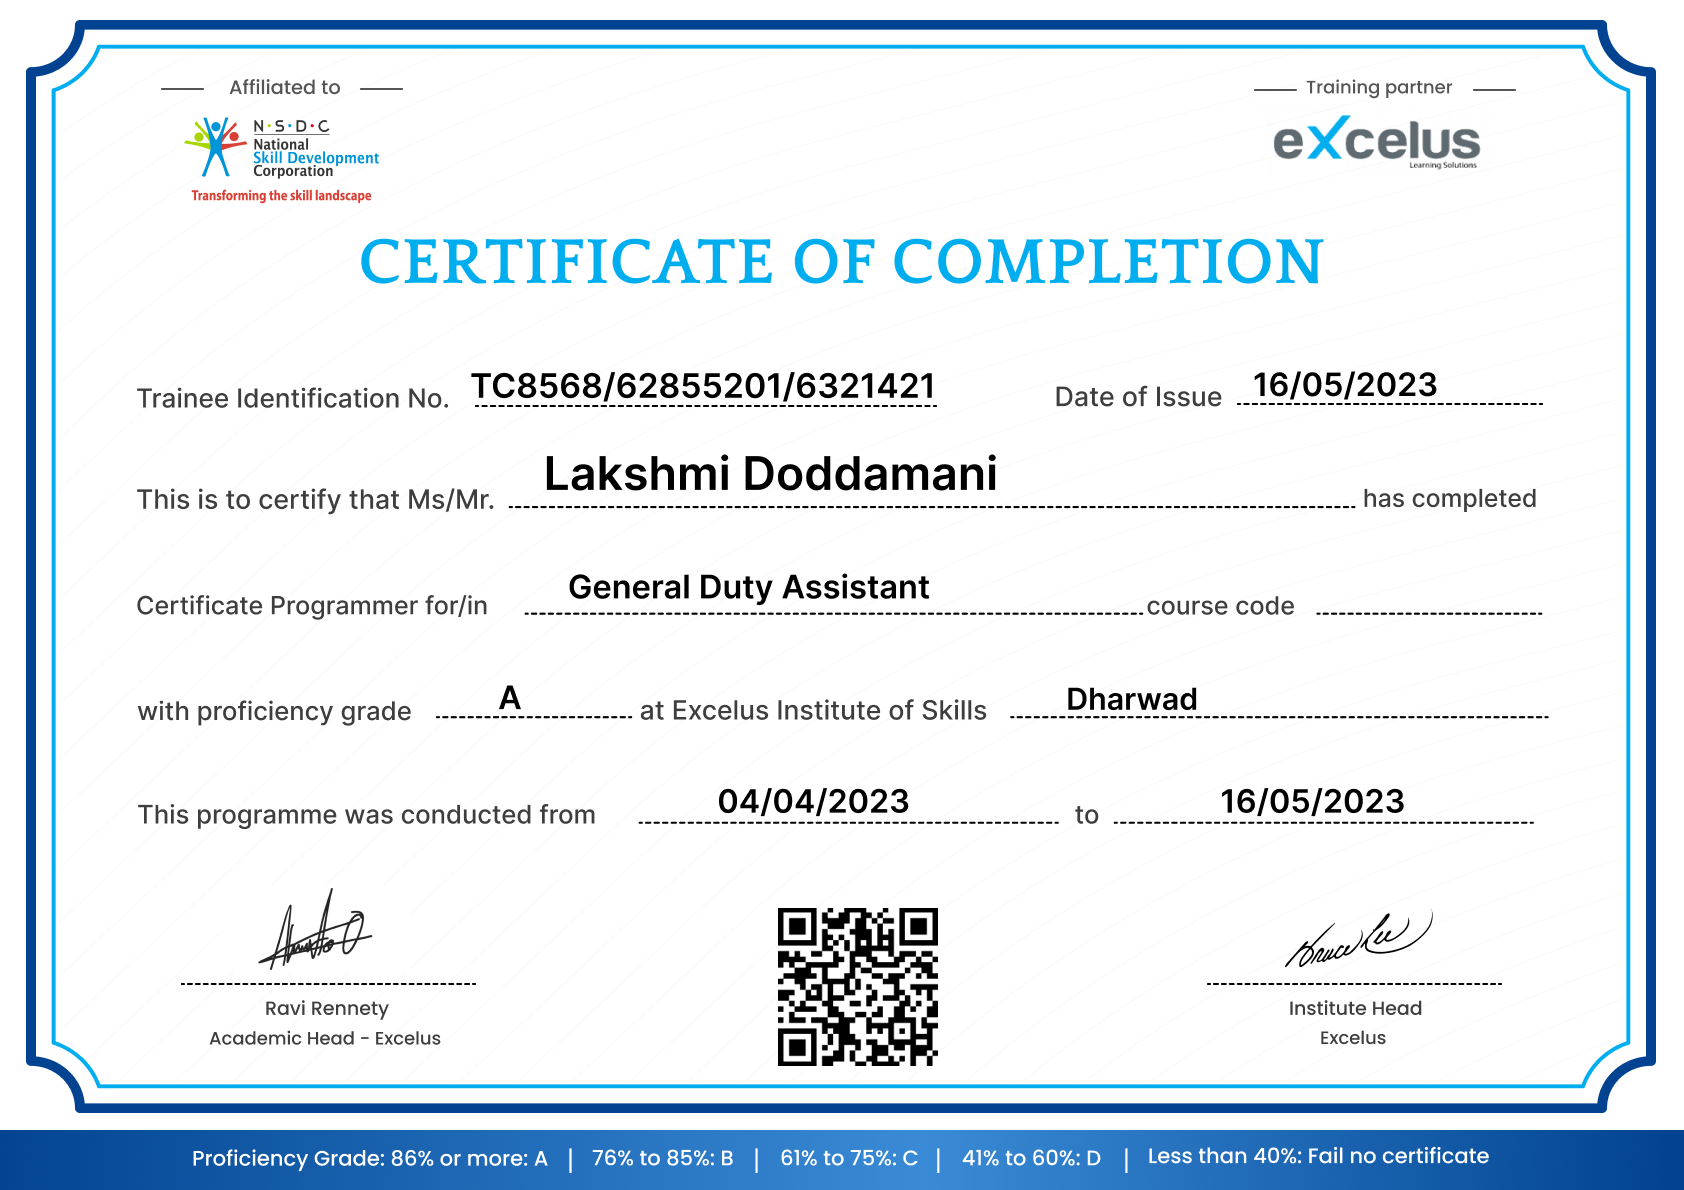 Affiliated to
Training partner
N·S·D·C
National
Skill Development
Corporation
Transforming the skill landscape
eXcelus
Learning Solutions
CERTIFICATE OF COMPLETION
Trainee Identification No. TC8568/62855201/6321421 Date of Issue 16/05/2023
This is to certify that Ms/Mr. Lakshmi Doddamani has completed
Certificate Programmer for/in General Duty Assistant course code
with proficiency grade A at Excelus Institute of Skills Dharwad
This programme was conducted from 04/04/2023 to 16/05/2023
Bruce Lee
Ravi Rennety
Academic Head - Excelus
Institute Head
Excelus
Proficiency Grade: 86% or more: A | 76% to 85%: B | 61% to 75%: C | 41% to 60%: D | Less than 40%: Fail no certificate